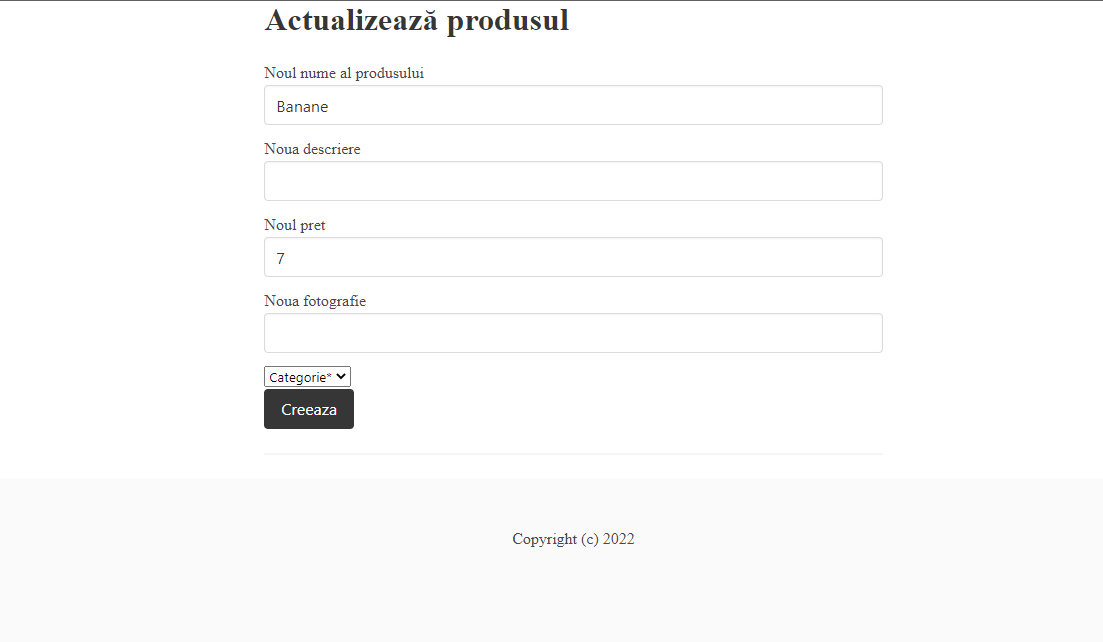 Actualizează produsul
Noul nume al produsului
Banane
Noua descriere
Noul pret
7
Noua fotografie
Categorie*
Creeaza
Copyright (c) 2022